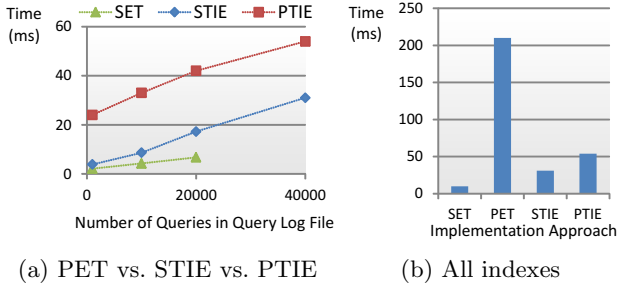 Time
(ms)
SET
STIE
PTIE
60
40
20
0
0
20000
40000
Number of Queries in Query Log File
(a) PET vs. STIE vs. PTIE
Time
(ms)
250
200
150
100
50
0
SET
PET
STIE
PTIE
Implementation Approach
(b) All indexes